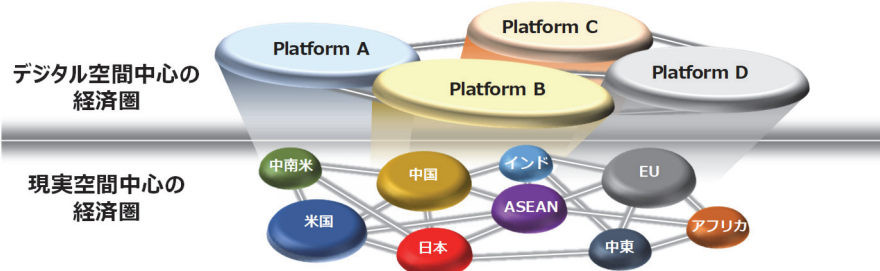 Platform A
Platform C
Platform B
Platform D
デジタル空間中心の
経済圏
現実空間中心の
経済圏
中南米
中国
インド
EU
米国
ASEAN
アフリカ
日本
中東